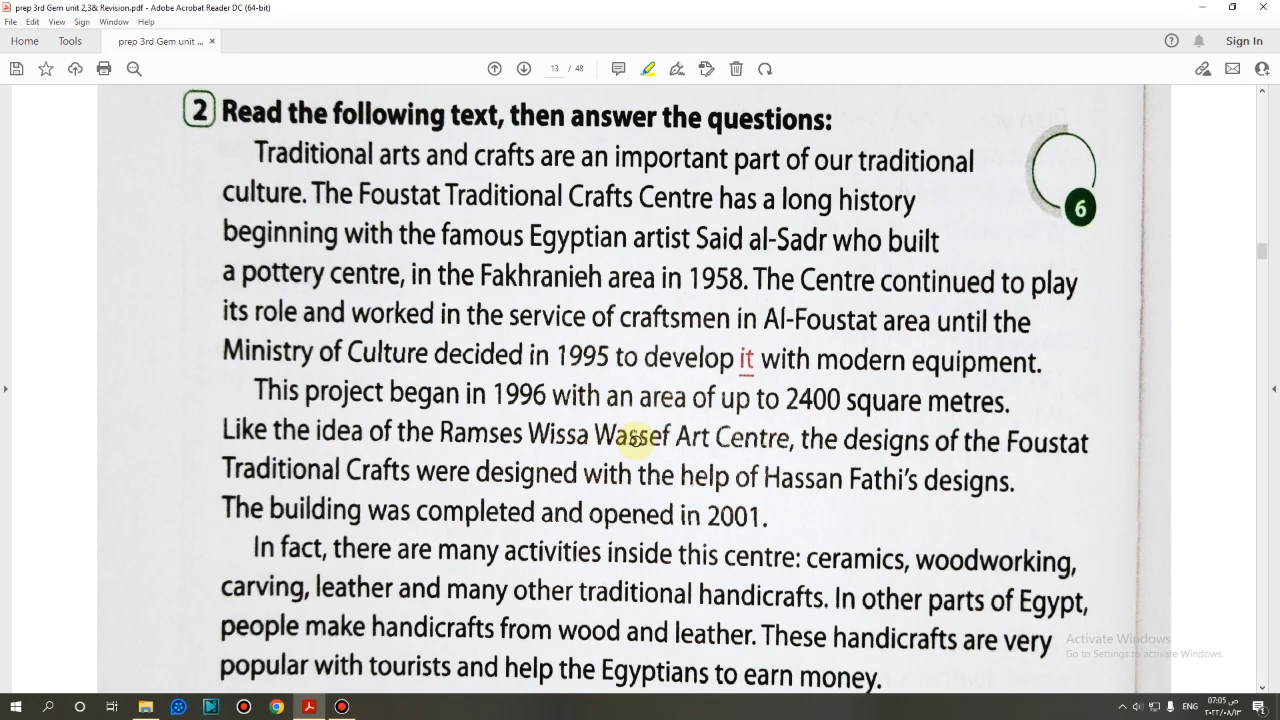 prep 3rd Gem unit 2,3& Revision.pdf - Adobe Acrobat Reader DC (64-bit)
File Edit View Sign Window Help
Home Tools prep 3rd Gem unit ... × Sign In
13 / 48
2 Read the following text, then answer the questions:
Traditional arts and crafts are an important part of our traditional
culture. The Foustat Traditional Crafts Centre has a long history
6
beginning with the famous Egyptian artist Said al-Sadr who built
a pottery centre, in the Fakhranieh area in 1958. The Centre continued to play
its role and worked in the service of craftsmen in Al-Foustat area until the
Ministry of Culture decided in 1995 to develop it with modern equipment.
This project began in 1996 with an area of up to 2400 square metres.
Like the idea of the Ramses Wissa Wassef Art Centre, the designs of the Foustat
Traditional Crafts were designed with the help of Hassan Fathi's designs.
The building was completed and opened in 2001.
In fact, there are many activities inside this centre: ceramics, woodworking,
carving, leather and many other traditional handicrafts. In other parts of Egypt,
people make handicrafts from wood and leather. These handicrafts are very
popular with tourists and help the Egyptians to earn money.
Activate Windows
Go to Settings to activate Windows.
ENG
07:05 ص
٢٠٢٢/٠٨/١٣